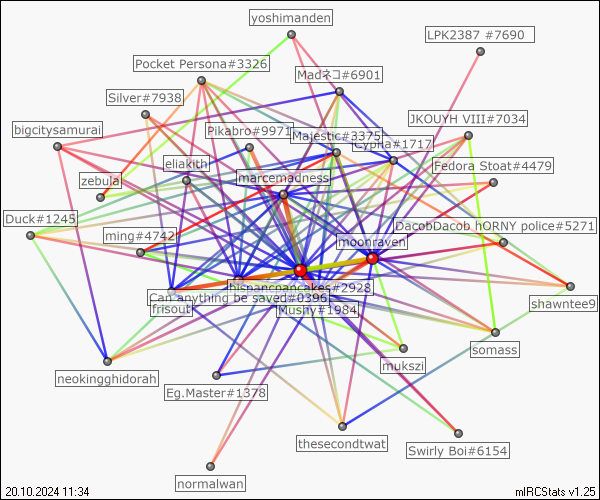 yoshimanden
LPK2387 #7690
Pocket Persona#3326
Madネコ#6901
Silver#7938
JKOUYH VIII#7034
bigcitysamurai
Pikabro#9971
Majestic#3375
Cypha#1717
eliakith
Fedora Stoat#4479
zebuja
marcemadness
Duck#1245
DacobDacob hORNY police#5271
ming#4742
moonraven
hispancpancakes#2928
Can anything be saved#0396
shawntee9
frisout
Mushy#1984
somass
mukszi
neokingghidorah
Eg.Master#1378
thesecondtwat
Swirly Boi#6154
normalwan
20.10.2024 11:34
mIRCStats v1.25